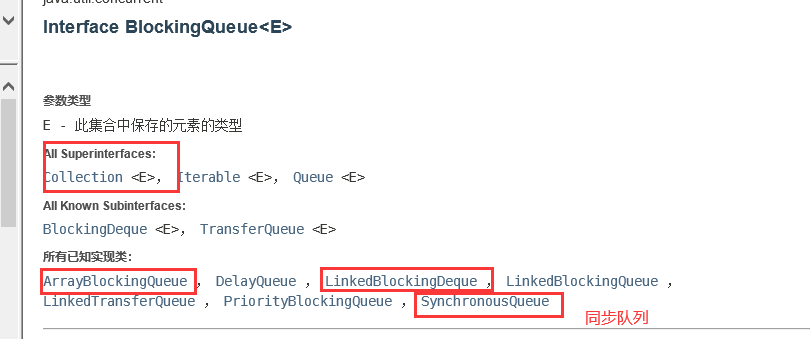 java.util.concurrent
Interface BlockingQueue<E>
参数类型
E - 此集合中保存的元素的类型
All Superinterfaces:
Collection <E>, Iterable <E>, Queue <E>
All Known Subinterfaces:
BlockingDeque <E>, TransferQueue <E>
所有已知实现类:
ArrayBlockingQueue , DelayQueue , LinkedBlockingDeque , LinkedBlockingQueue ,
LinkedTransferQueue , PriorityBlockingQueue , SynchronousQueue
同步队列